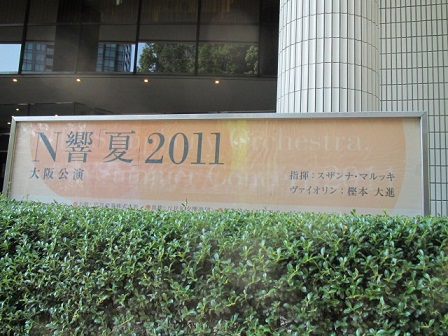 N響 夏 2011
大阪公演
指揮：スザンナ・マルッキ
ヴァイオリン：樫本 大進